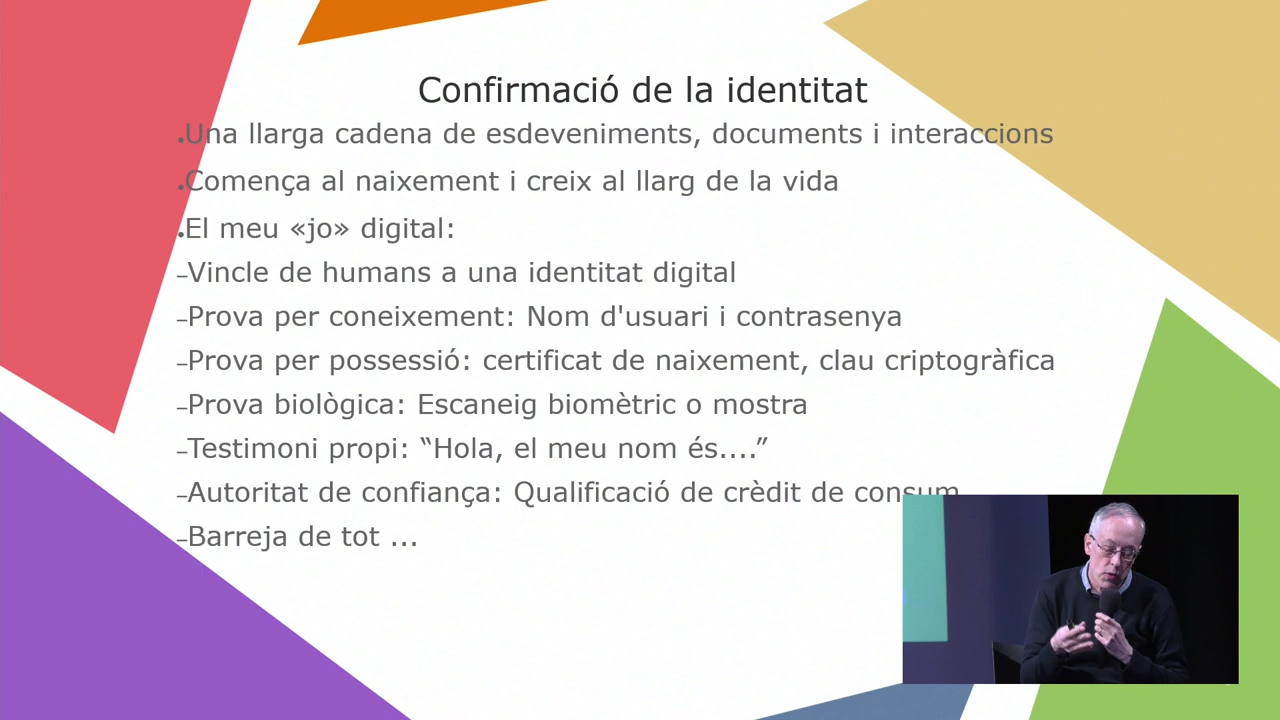 Confirmació de la identitat
•Una llarga cadena de esdeveniments, documents i interaccions
•Comença al naixement i creix al llarg de la vida
•El meu «jo» digital:
–Vincle de humans a una identitat digital
–Prova per coneixement: Nom d'usuari i contrasenya
–Prova per possessió: certificat de naixement, clau criptogràfica
–Prova biològica: Escaneig biomètric o mostra
–Testimoni propi: “Hola, el meu nom és....”
–Autoritat de confiança: Qualificació de crèdit de consum
–Barreja de tot ...